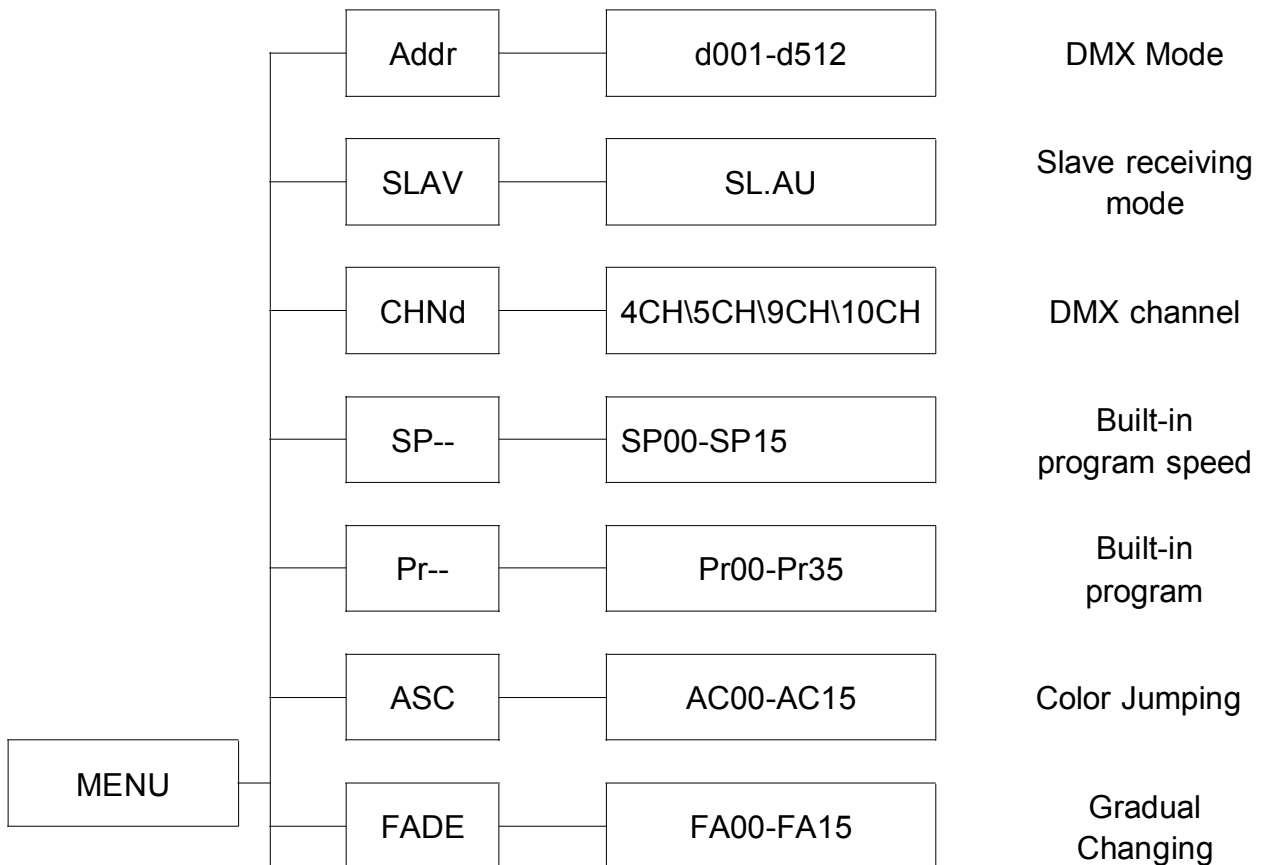 Addr d001-d512 DMX Mode
SLAV SL.AU Slave receiving
mode
CHNd 4CH\5CH\9CH\10CH DMX channel
SP-- SP00-SP15 Built-in
program speed
Pr-- Pr00-Pr35 Built-in
program
ASC AC00-AC15 Color Jumping
MENU
FADE FA00-FA15 Gradual
Changing